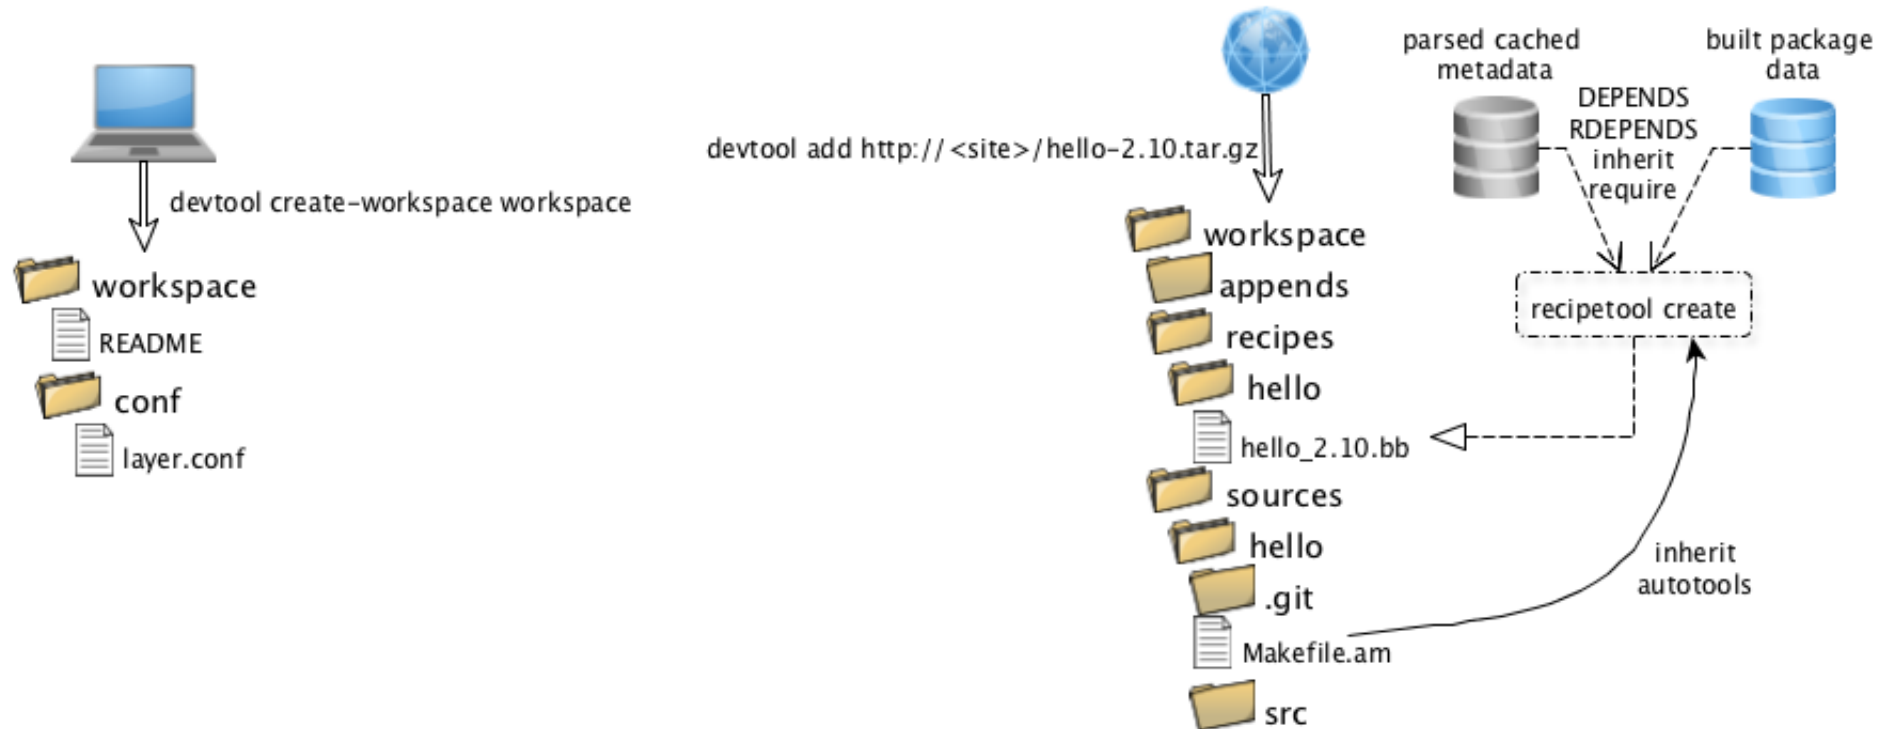 devtool create-workspace workspace
workspace
README
conf
layer.conf
devtool add http://<site>/hello-2.10.tar.gz
workspace
appends
recipes
hello
hello_2.10.bb
sources
hello
.git
Makefile.am
src
parsed cached
metadata
built package
data
DEPENDS
RDEPENDS
inherit
require
recipetool create
inherit
autotools